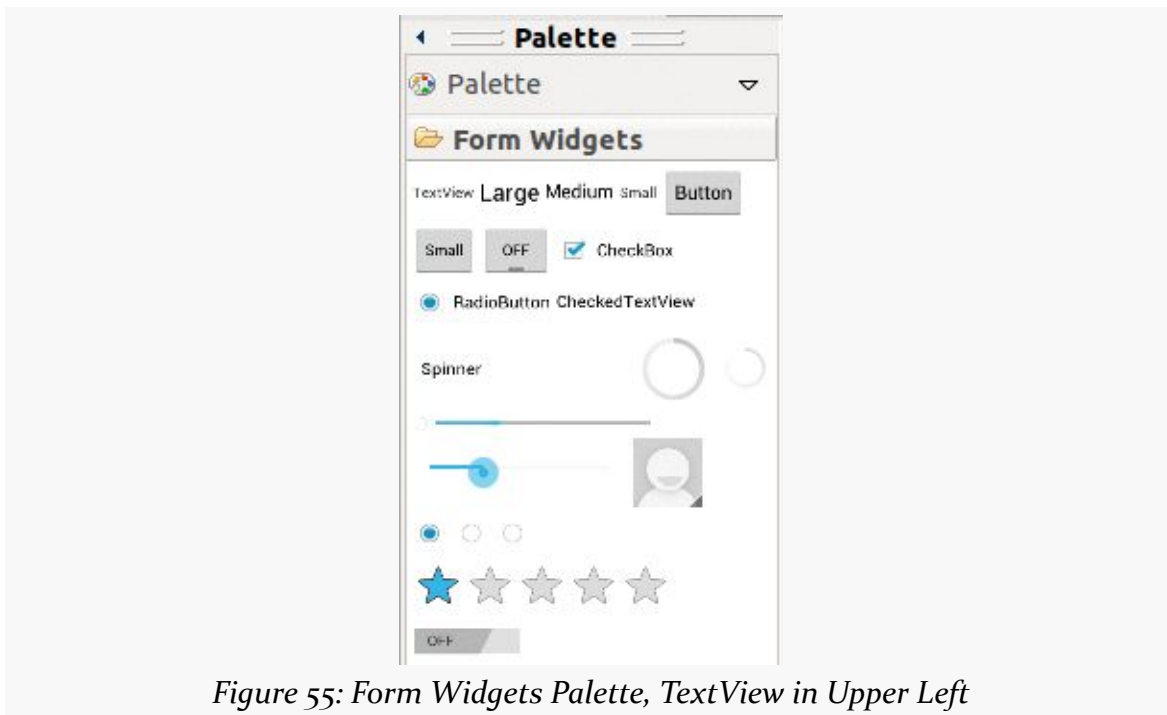 Palette
Palette
Form Widgets
TextView Large Medium Small Button
Small OFF CheckBox
RadioButton CheckedTextView
Spinner
OFF
Figure 55: Form Widgets Palette, TextView in Upper Left